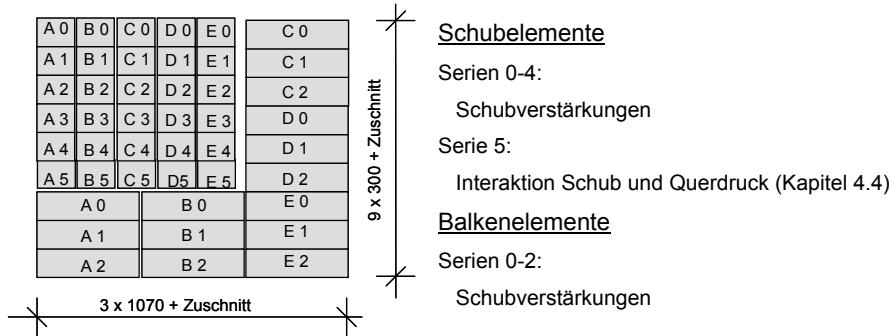 A 0 B 0 C 0 D 0 E 0 C 0
A 1 B 1 C 1 D 1 E 1 C 1
A 2 B 2 C 2 D 2 E 2 C 2
A 3 B 3 C 3 D 3 E 3 D 0
A 4 B 4 C 4 D 4 E 4 D 1
A 5 B 5 C 5 D5 E 5 D 2
A 0 B 0 E 0
A 1 B 1 E 1
A 2 B 2 E 2
3 x 1070 + Zuschnitt
9 x 300 + Zuschnitt
Schubelemente
Serien 0-4:
Schubverstärkungen
Serie 5:
Interaktion Schub und Querdruck (Kapitel 4.4)
Balkenelemente
Serien 0-2:
Schubverstärkungen